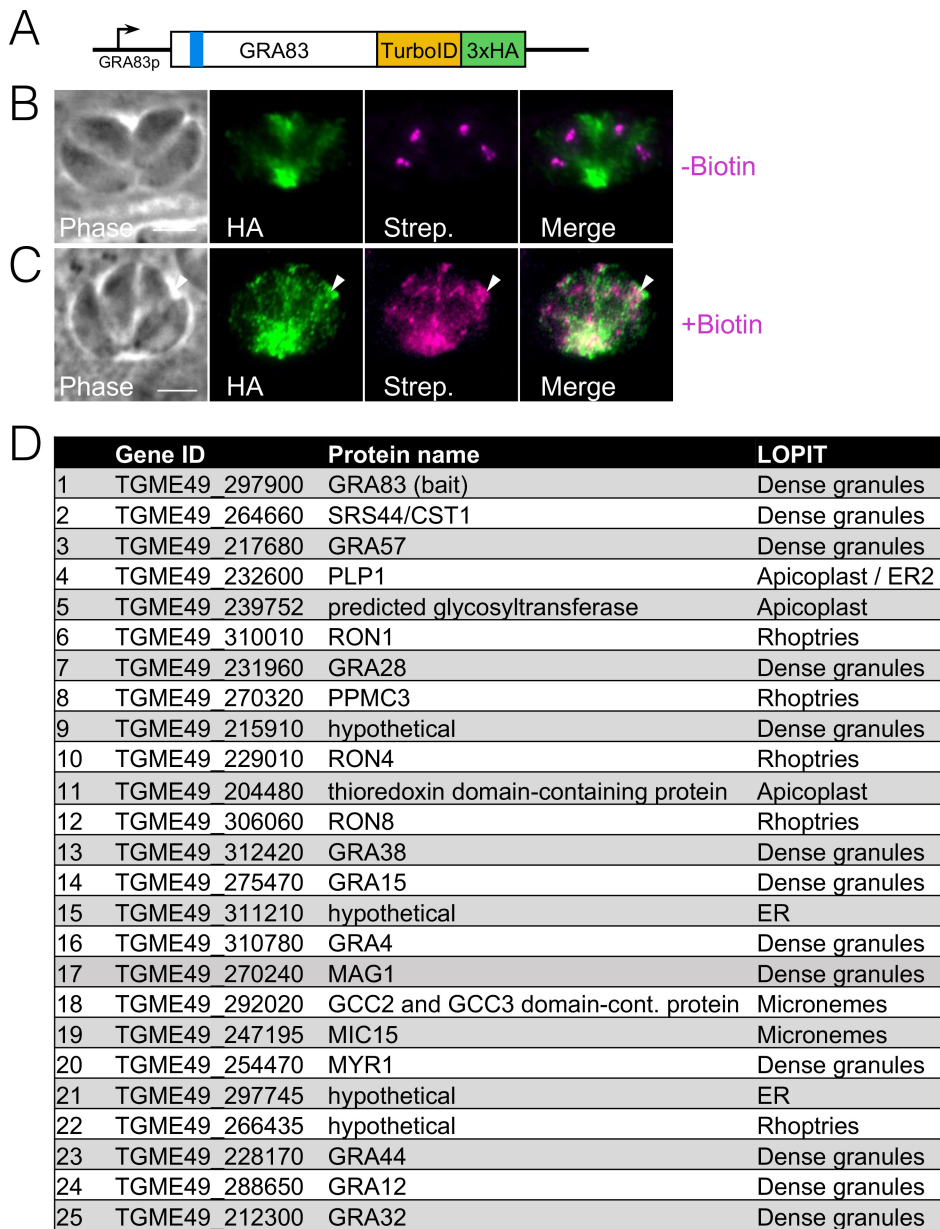 A
GRA83p
GRA83 TurboID 3xHA
B
Phase HA Strep. Merge
-Biotin
C
Phase HA Strep. Merge
+Biotin
D
Gene ID Protein name LOPIT
1 TGME49_297900 GRA83 (bait) Dense granules
2 TGME49_264660 SRS44/CST1 Dense granules
3 TGME49_217680 GRA57 Dense granules
4 TGME49_232600 PLP1 Apicoplast / ER2
5 TGME49_239752 predicted glycosyltransferase Apicoplast
6 TGME49_310010 RON1 Rhoptries
7 TGME49_231960 GRA28 Dense granules
8 TGME49_270320 PPMC3 Rhoptries
9 TGME49_215910 hypothetical Dense granules
10 TGME49_229010 RON4 Rhoptries
11 TGME49_204480 thioredoxin domain-containing protein Apicoplast
12 TGME49_306060 RON8 Rhoptries
13 TGME49_312420 GRA38 Dense granules
14 TGME49_275470 GRA15 Dense granules
15 TGME49_311210 hypothetical ER
16 TGME49_310780 GRA4 Dense granules
17 TGME49_270240 MAG1 Dense granules
18 TGME49_292020 GCC2 and GCC3 domain-cont. protein Micronemes
19 TGME49_247195 MIC15 Micronemes
20 TGME49_254470 MYR1 Dense granules
21 TGME49_297745 hypothetical ER
22 TGME49_266435 hypothetical Rhoptries
23 TGME49_228170 GRA44 Dense granules
24 TGME49_288650 GRA12 Dense granules
25 TGME49_212300 GRA32 Dense granules